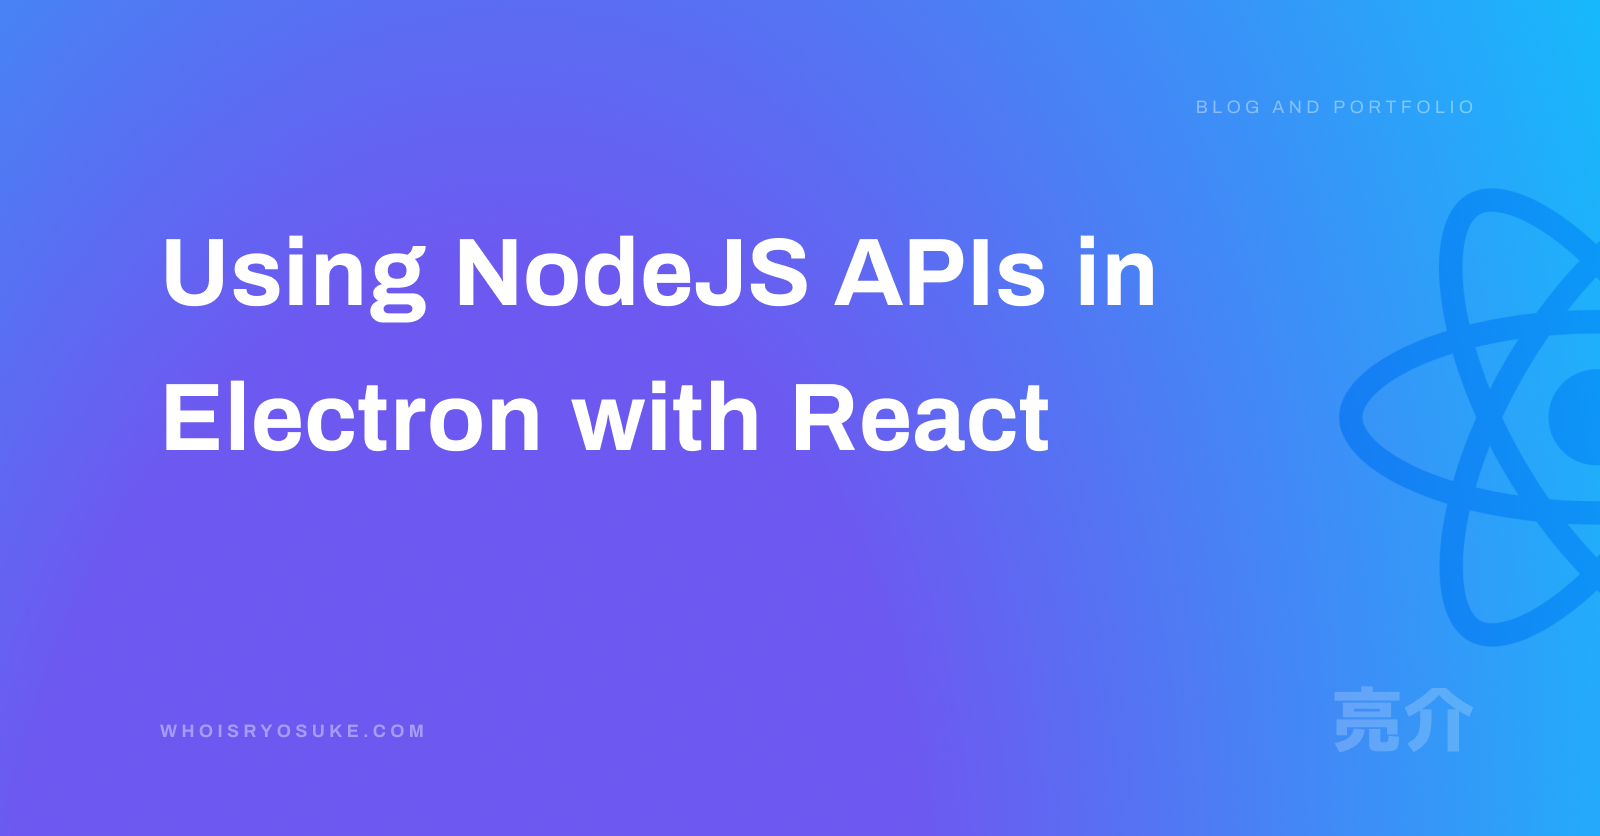 BLOG AND PORTFOLIO
Using NodeJS APIs in
Electron with React
WHOISRYOSUKE.COM
亮介